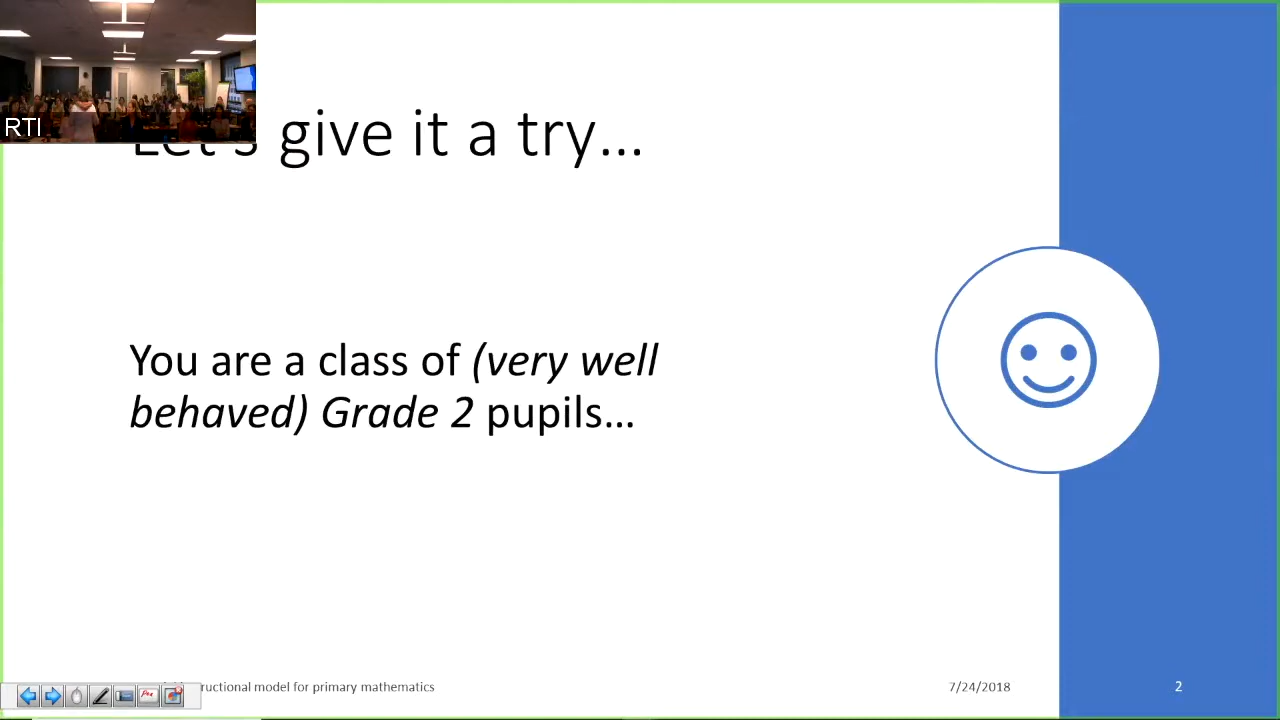 RTI
Let's give it a try...
You are a class of (very well
behaved) Grade 2 pupils...
ructional model for primary mathematics
7/24/2018
2